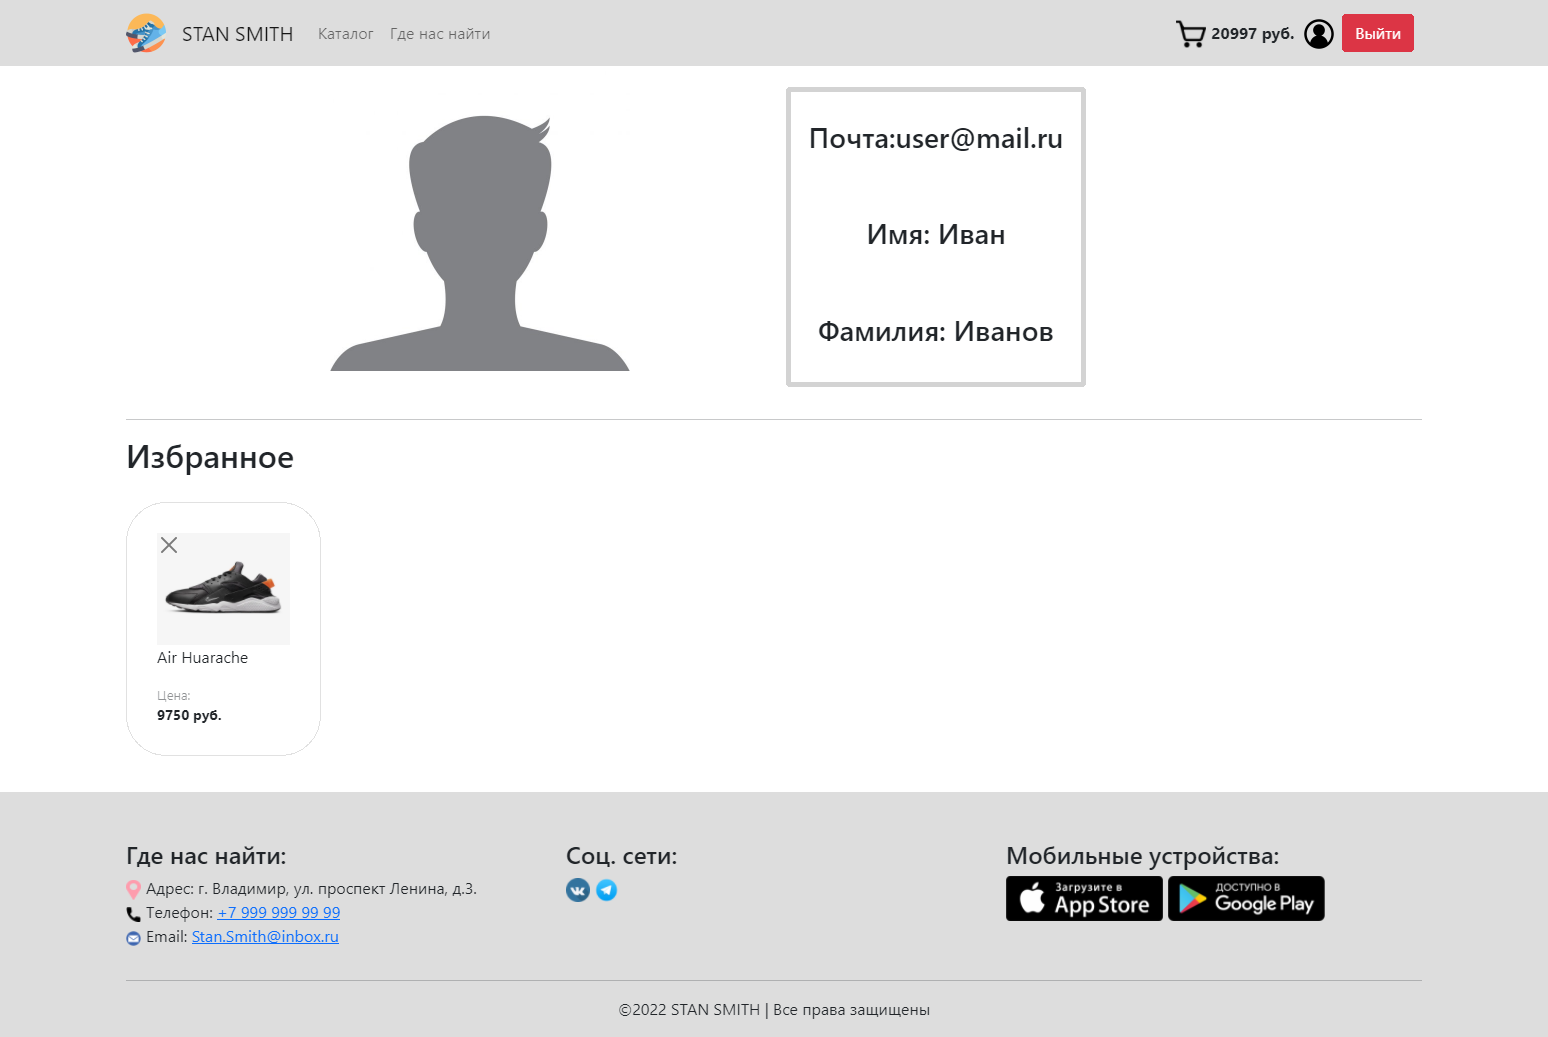 STAN SMITH Каталог Где нас найти 20997 руб. Выйти
Почта:user@mail.ru
Имя: Иван
Фамилия: Иванов
Избранное
Air Huarache
Цена:
9750 руб.
Где нас найти:
Адрес: г. Владимир, ул. проспект Ленина, д.3.
Телефон: +7 999 999 99 99
Email: Stan.Smith@inbox.ru
Соц. сети:
Мобильные устройства:
Загрузите в
App Store
ДОСТУПНО В
Google Play
©2022 STAN SMITH | Все права защищены